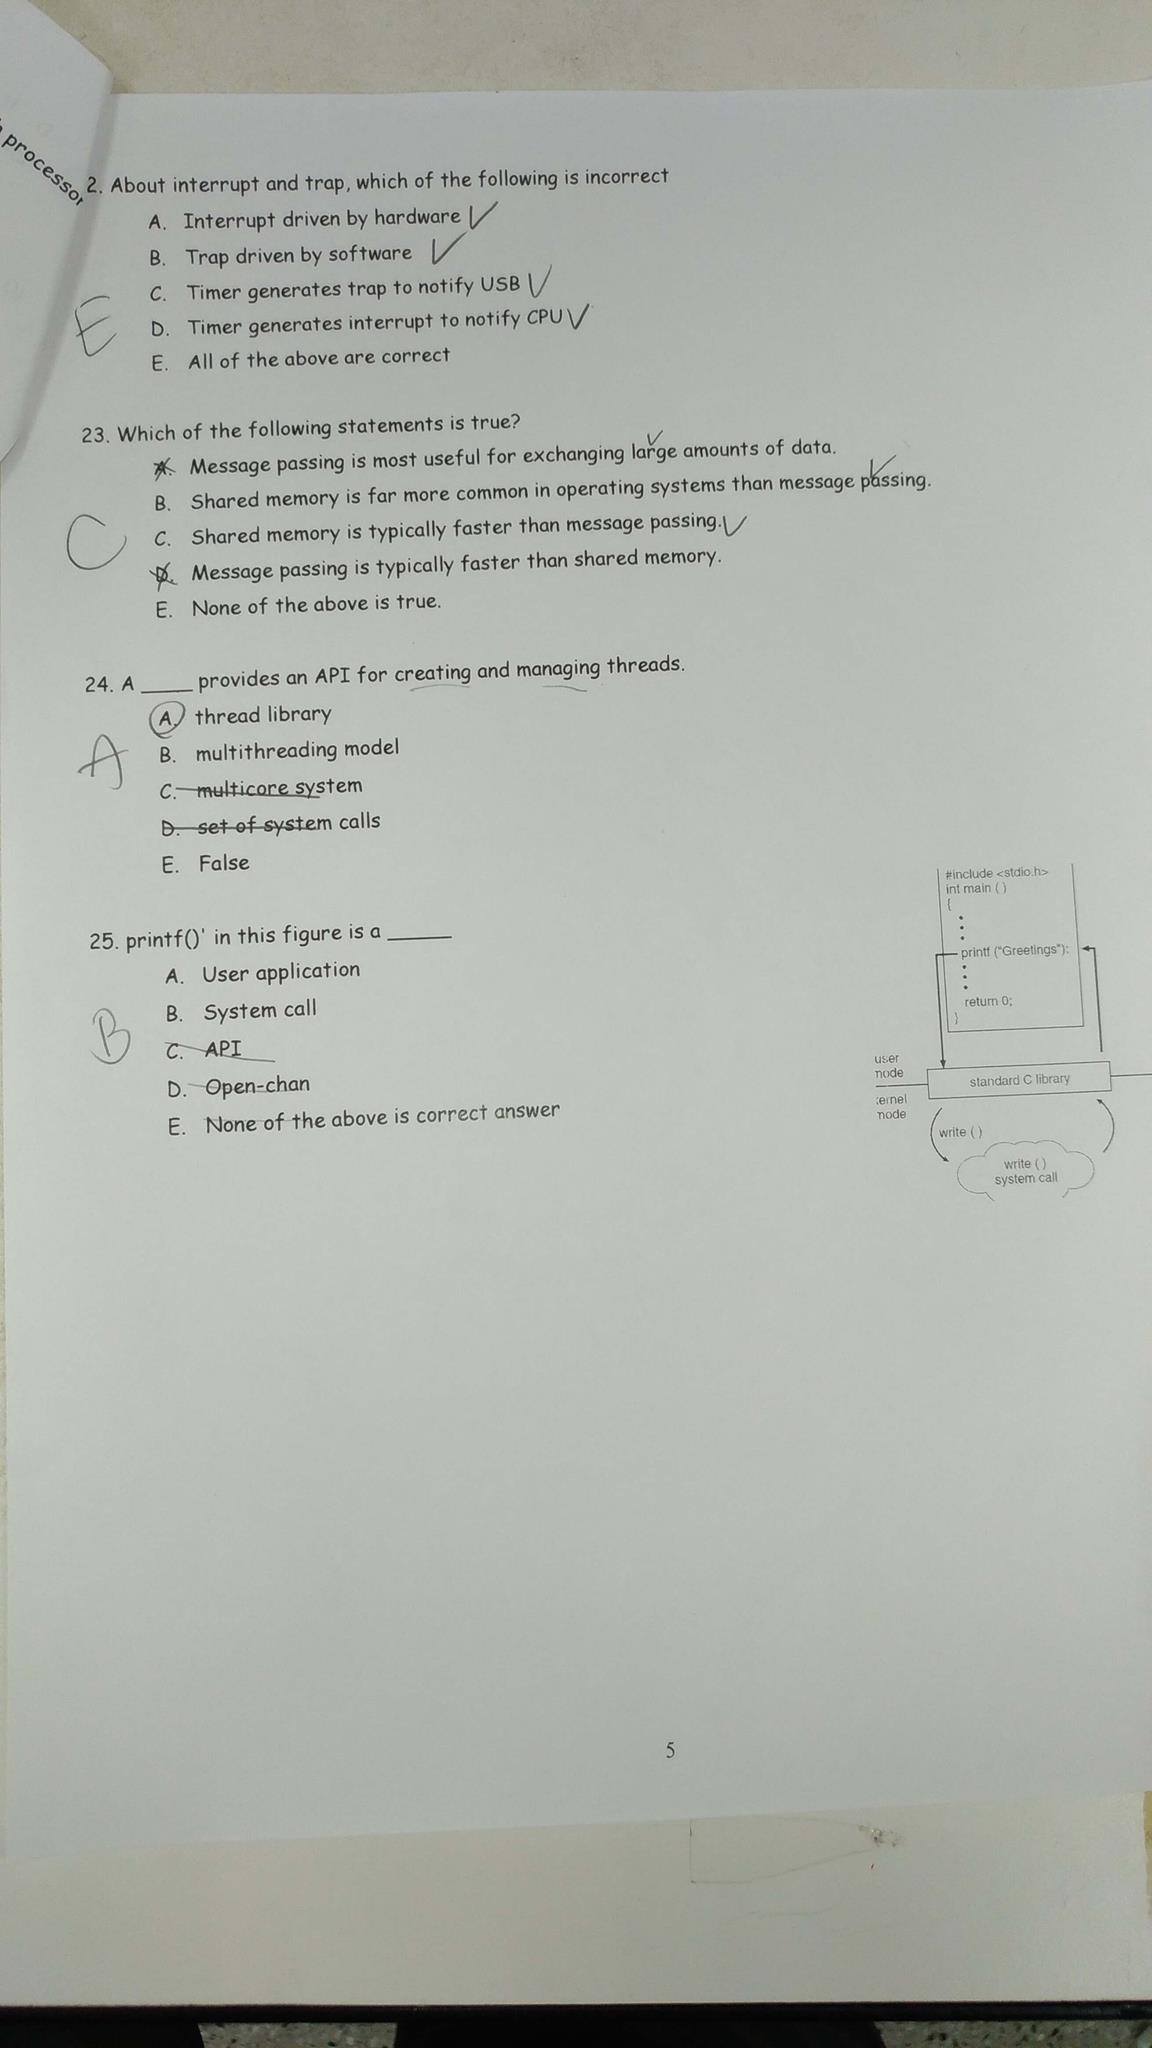 processor
2. About interrupt and trap, which of the following is incorrect
A. Interrupt driven by hardware ✓
B. Trap driven by software ✓
C. Timer generates trap to notify USB ✓
D. Timer generates interrupt to notify CPU ✓
E. All of the above are correct
E
23. Which of the following statements is true?
A. Message passing is most useful for exchanging large amounts of data.
B. Shared memory is far more common in operating systems than message passing.
C. Shared memory is typically faster than message passing. ✓
D. Message passing is typically faster than shared memory.
E. None of the above is true.
C
24. A _____ provides an API for creating and managing threads.
A. thread library
B. multithreading model
C. multicore system
D. set of system calls
E. False
A
25. printf()' in this figure is a _____
A. User application
B. System call
C. API
D. Open-chan
E. None of the above is correct answer
B
#include <stdio.h>
int main ( )
{
printf ("Greetings");
return 0;
}
user
node
standard C library
ernel
node
write ( )
write ( )
system call
5